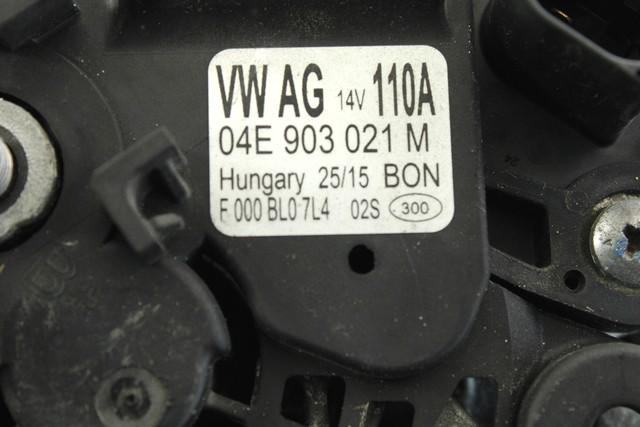 VW AG 14V 110A
04E 903 021 M
Hungary 25/15 BON
F 000 BL0 7L4 02S 300